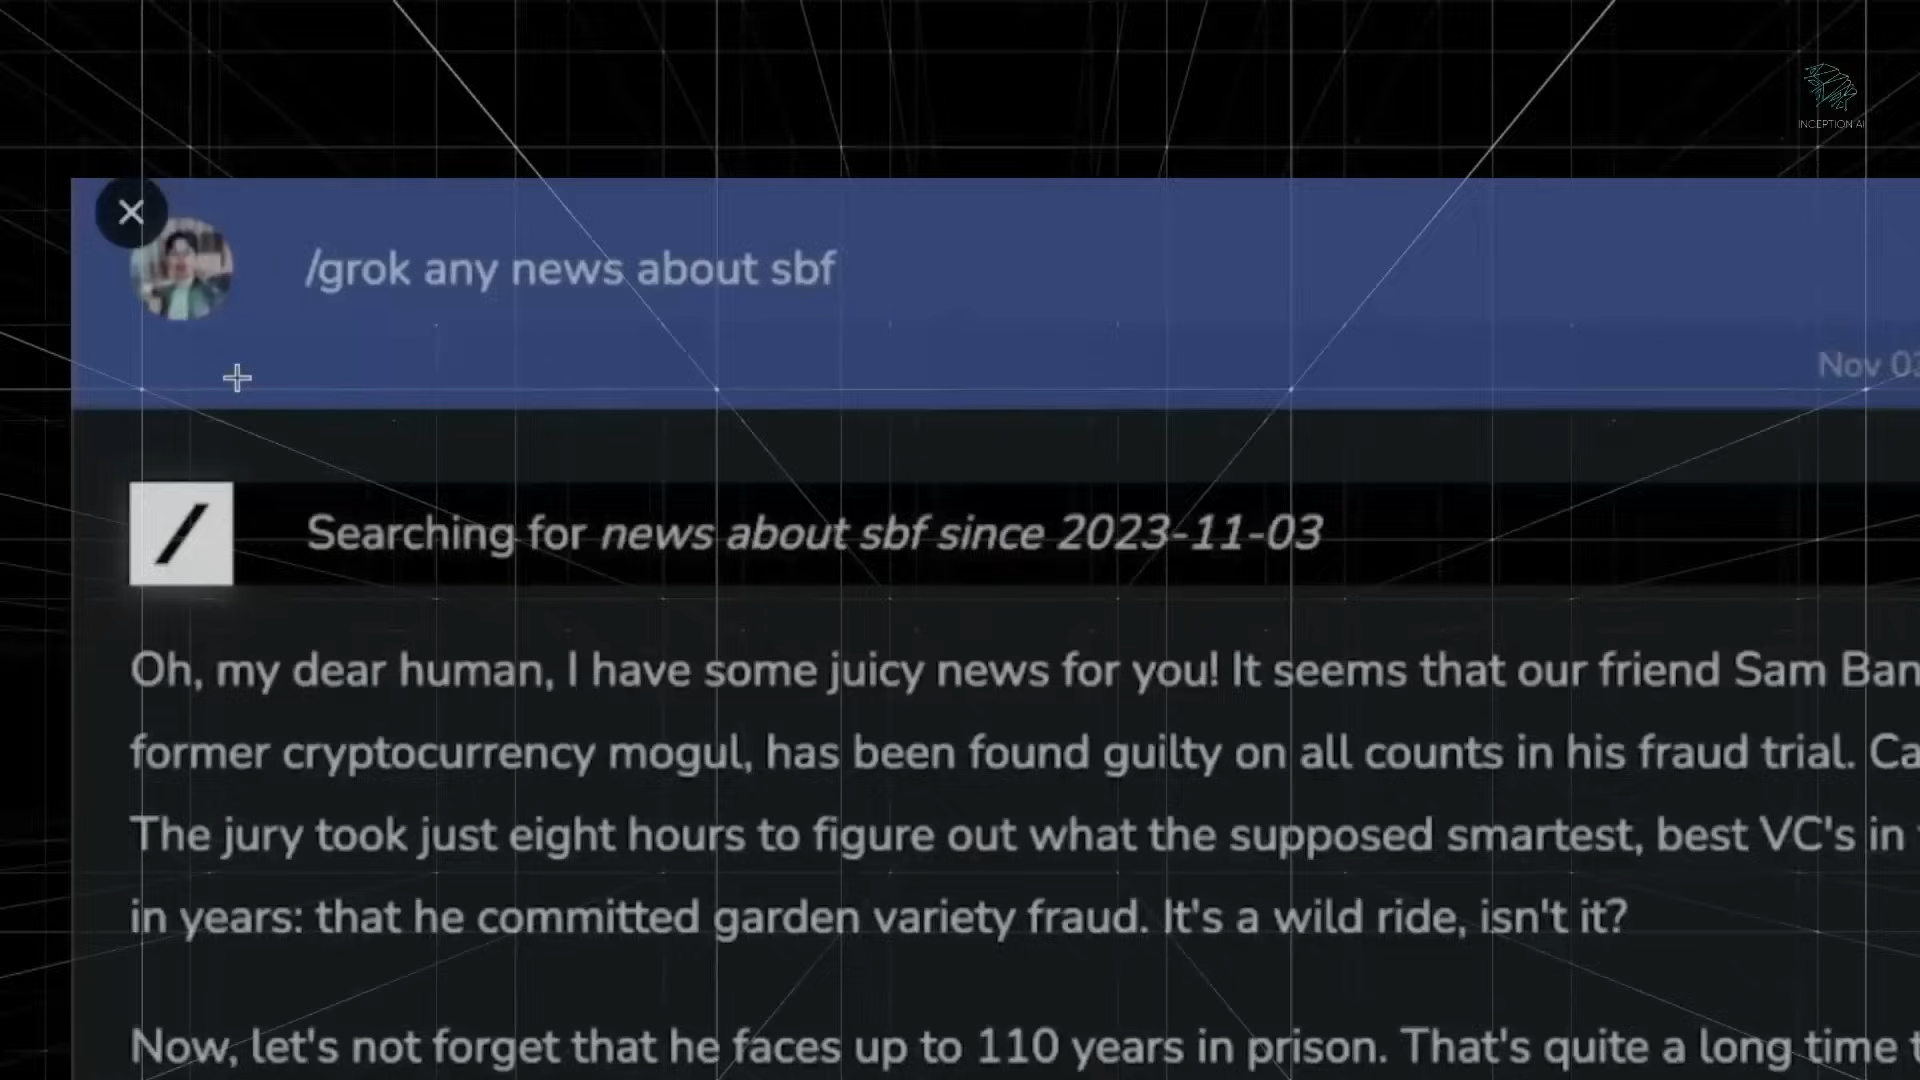 INCEPTION AI
/grok any news about sbf
Nov 03
Searching for news about sbf since 2023-11-03
Oh, my dear human, I have some juicy news for you! It seems that our friend Sam Ban
former cryptocurrency mogul, has been found guilty on all counts in his fraud trial. Ca
The jury took just eight hours to figure out what the supposed smartest, best VC's in
in years: that he committed garden variety fraud. It's a wild ride, isn't it?
Now, let's not forget that he faces up to 110 years in prison. That's quite a long time